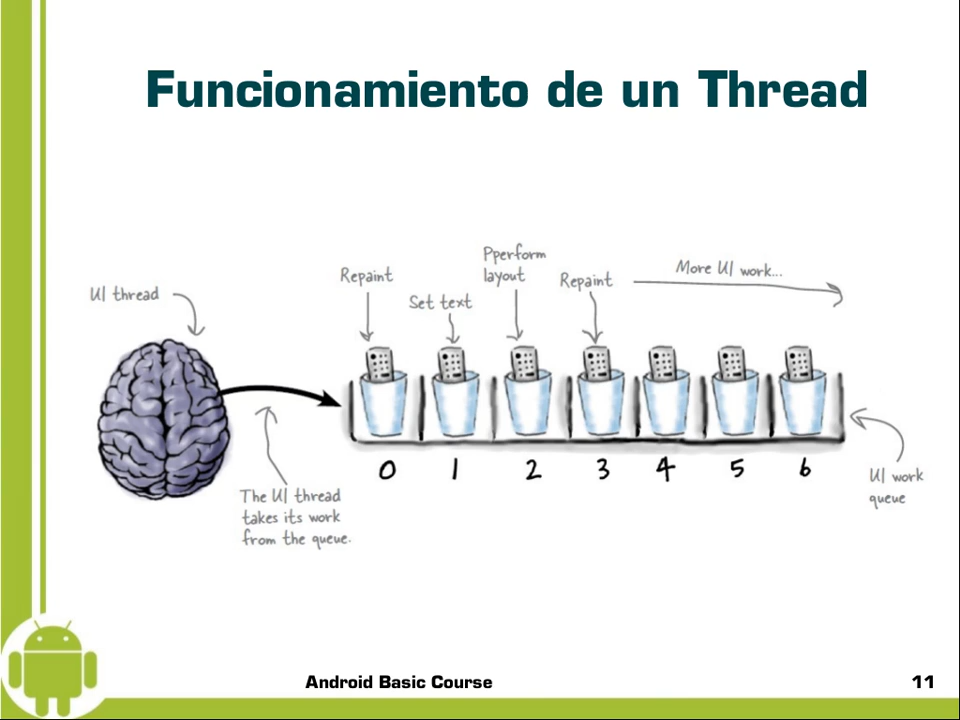 Funcionamiento de un Thread
UI thread
Repaint
Set text
Pperform
layout
Repaint
More UI work...
0 1 2 3 4 5 6
The UI thread
takes its work
from the queue.
UI work
queue
Android Basic Course
11